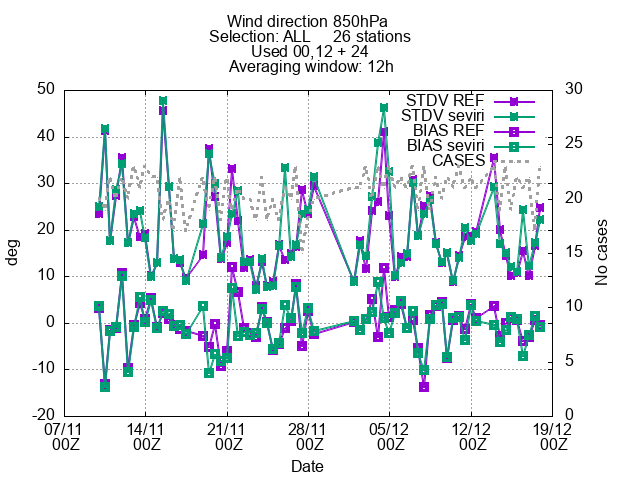 Wind direction 850hPa
Selection: ALL 26 stations
Used 00,12 + 24
Averaging window: 12h
STDV REF
STDV seviri
BIAS REF
BIAS seviri
CASES
deg
50
40
30
20
10
0
-10
-20
No cases
30
25
20
15
10
5
0
07/11 14/11 21/11 28/11 05/12 12/12 19/12
00Z 00Z 00Z 00Z 00Z 00Z 00Z
Date